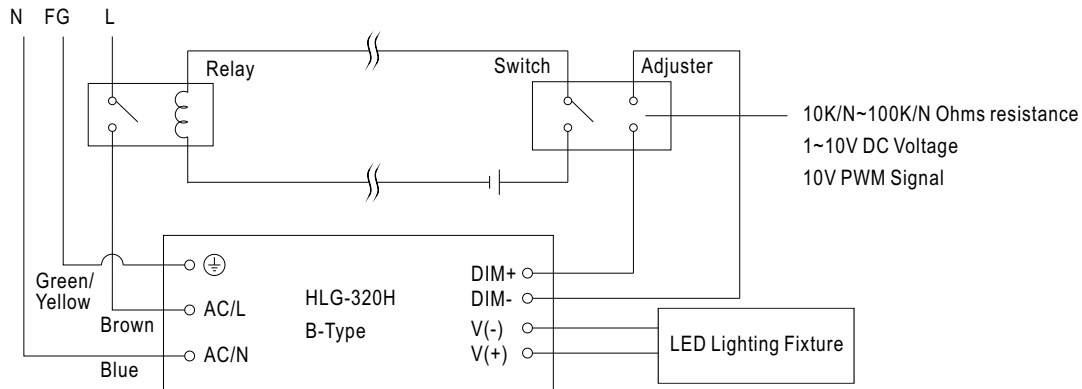 N FG L
Relay
Switch
Adjuster
10K/N~100K/N Ohms resistance
1~10V DC Voltage
10V PWM Signal
Green/
Yellow
Brown
Blue
AC/L
AC/N
HLG-320H
B-Type
DIM+
DIM-
V(-)
V(+)
LED Lighting Fixture